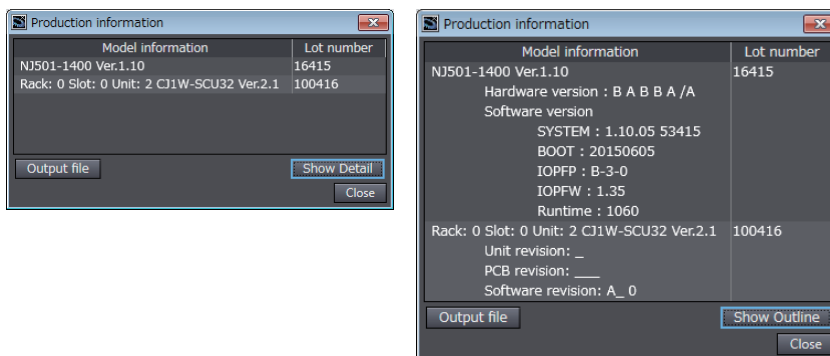 Production information
Model information Lot number
NJ501-1400 Ver.1.10 16415
Rack: 0 Slot: 0 Unit: 2 CJ1W-SCU32 Ver.2.1 100416
Output file Show Detail
Close
Production information
Model information Lot number
NJ501-1400 Ver.1.10 16415
Hardware version : B A B B A /A
Software version
SYSTEM : 1.10.05 53415
BOOT : 20150605
IOPFP : B-3-0
IOPFW : 1.35
Runtime : 1060
Rack: 0 Slot: 0 Unit: 2 CJ1W-SCU32 Ver.2.1 100416
Unit revision: _
PCB revision: ___
Software revision: A_ 0
Output file Show Outline
Close